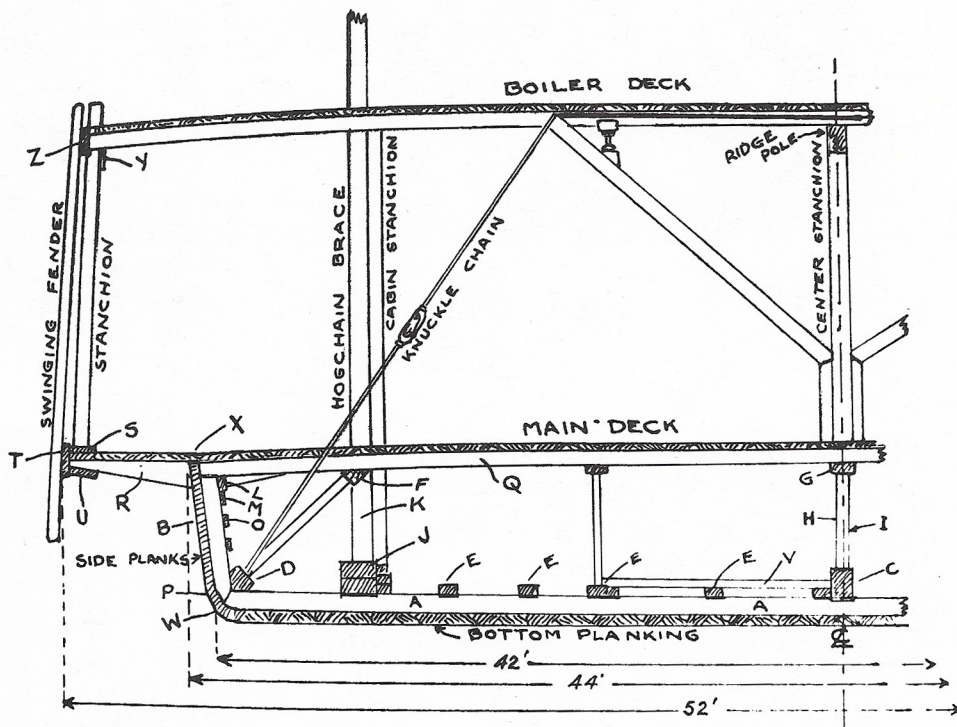 BOILER DECK
Z
Y
RIDGE
POLE
SWINGING FENDER
STANCHION
HOGCHAIN BRACE
CABIN STANCHION
KNUCKLE CHAIN
CENTER STANCHION
S
X
MAIN DECK
T
U
R
L
M
O
F
K
Q
G
B
H
I
SIDE PLANKS
J
D
E
E
E
E
V
C
P
A
A
W
BOTTOM PLANKING
℄
42'
44'
52'